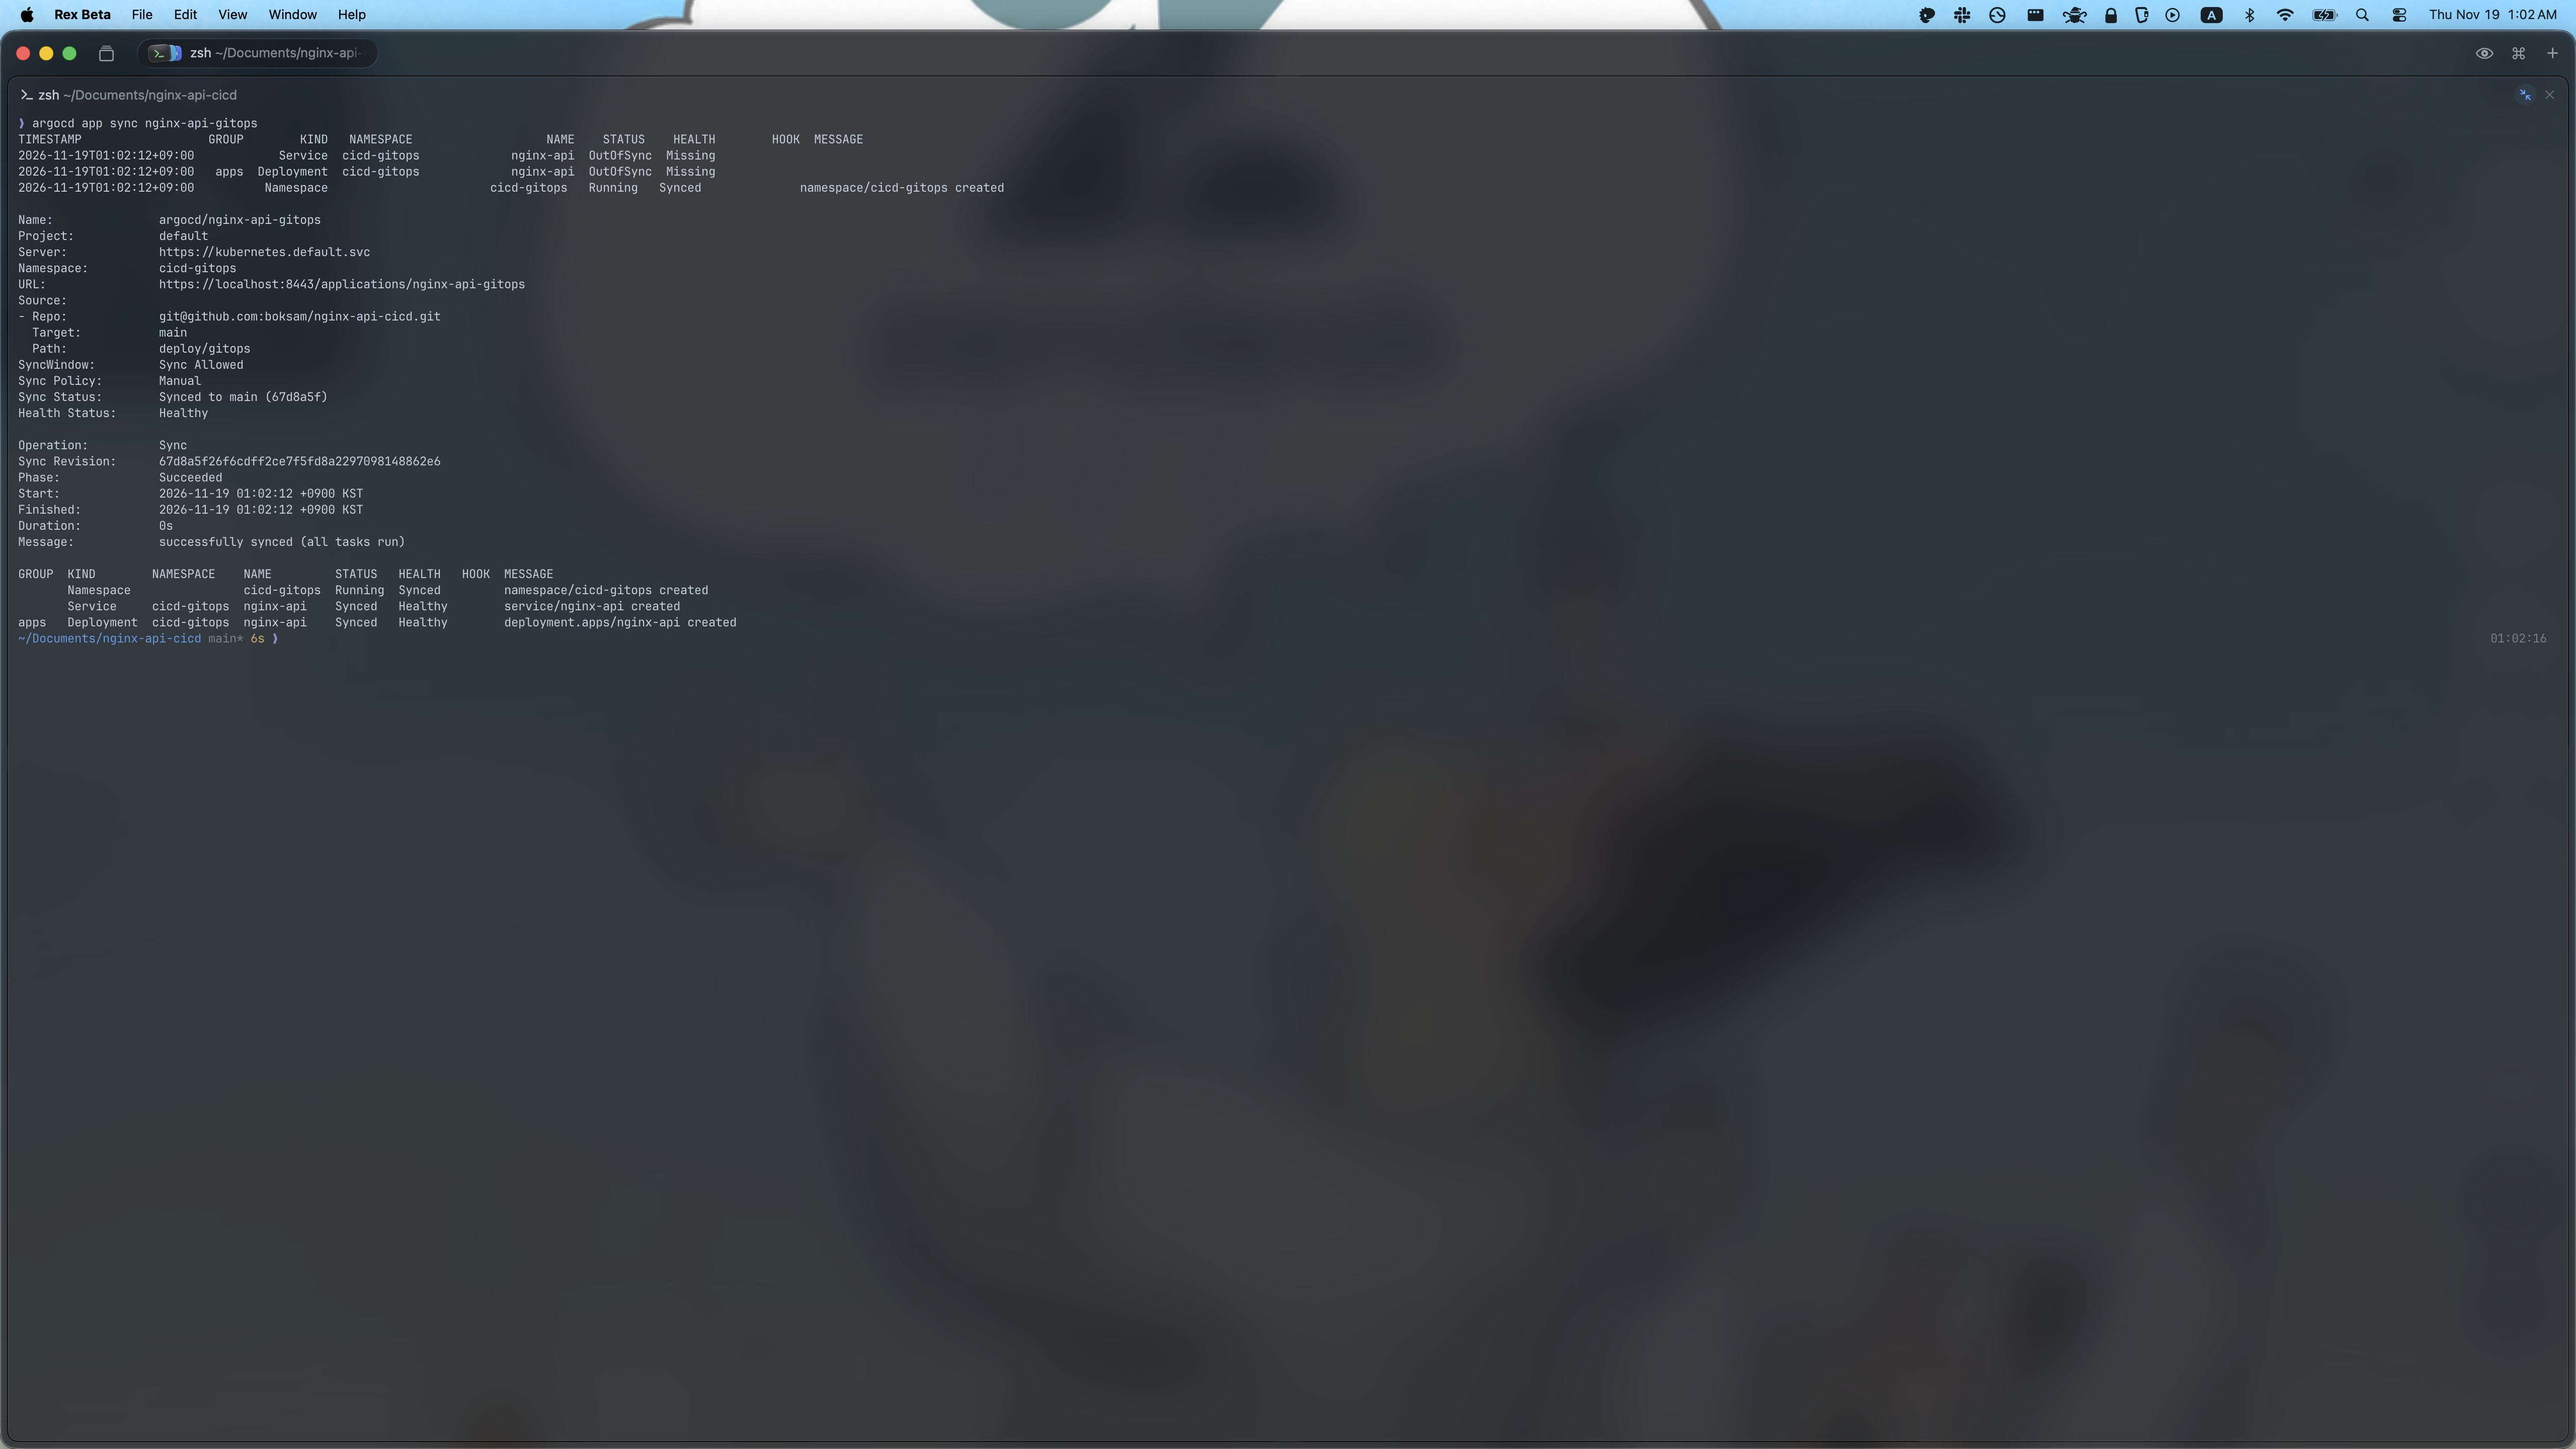 Rex Beta File Edit View Window Help A Thu Nov 19 1:02 AM
zsh ~/Documents/nginx-api-
zsh ~/Documents/nginx-api-cicd
❯ argocd app sync nginx-api-gitops
TIMESTAMP GROUP KIND NAMESPACE NAME STATUS HEALTH HOOK MESSAGE
2026-11-19T01:02:12+09:00 Service cicd-gitops nginx-api OutOfSync Missing
2026-11-19T01:02:12+09:00 apps Deployment cicd-gitops nginx-api OutOfSync Missing
2026-11-19T01:02:12+09:00 Namespace cicd-gitops Running Synced namespace/cicd-gitops created
Name: argocd/nginx-api-gitops
Project: default
Server: https://kubernetes.default.svc
Namespace: cicd-gitops
URL: https://localhost:8443/applications/nginx-api-gitops
Source:
- Repo: git@github.com:boksam/nginx-api-cicd.git
Target: main
Path: deploy/gitops
SyncWindow: Sync Allowed
Sync Policy: Manual
Sync Status: Synced to main (67d8a5f)
Health Status: Healthy
Operation: Sync
Sync Revision: 67d8a5f26f6cdff2ce7f5fd8a2297098148862e6
Phase: Succeeded
Start: 2026-11-19 01:02:12 +0900 KST
Finished: 2026-11-19 01:02:12 +0900 KST
Duration: 0s
Message: successfully synced (all tasks run)
GROUP KIND NAMESPACE NAME STATUS HEALTH HOOK MESSAGE
Namespace cicd-gitops Running Synced namespace/cicd-gitops created
Service cicd-gitops nginx-api Synced Healthy service/nginx-api created
apps Deployment cicd-gitops nginx-api Synced Healthy deployment.apps/nginx-api created
~/Documents/nginx-api-cicd main* 6s ❯ 01:02:16